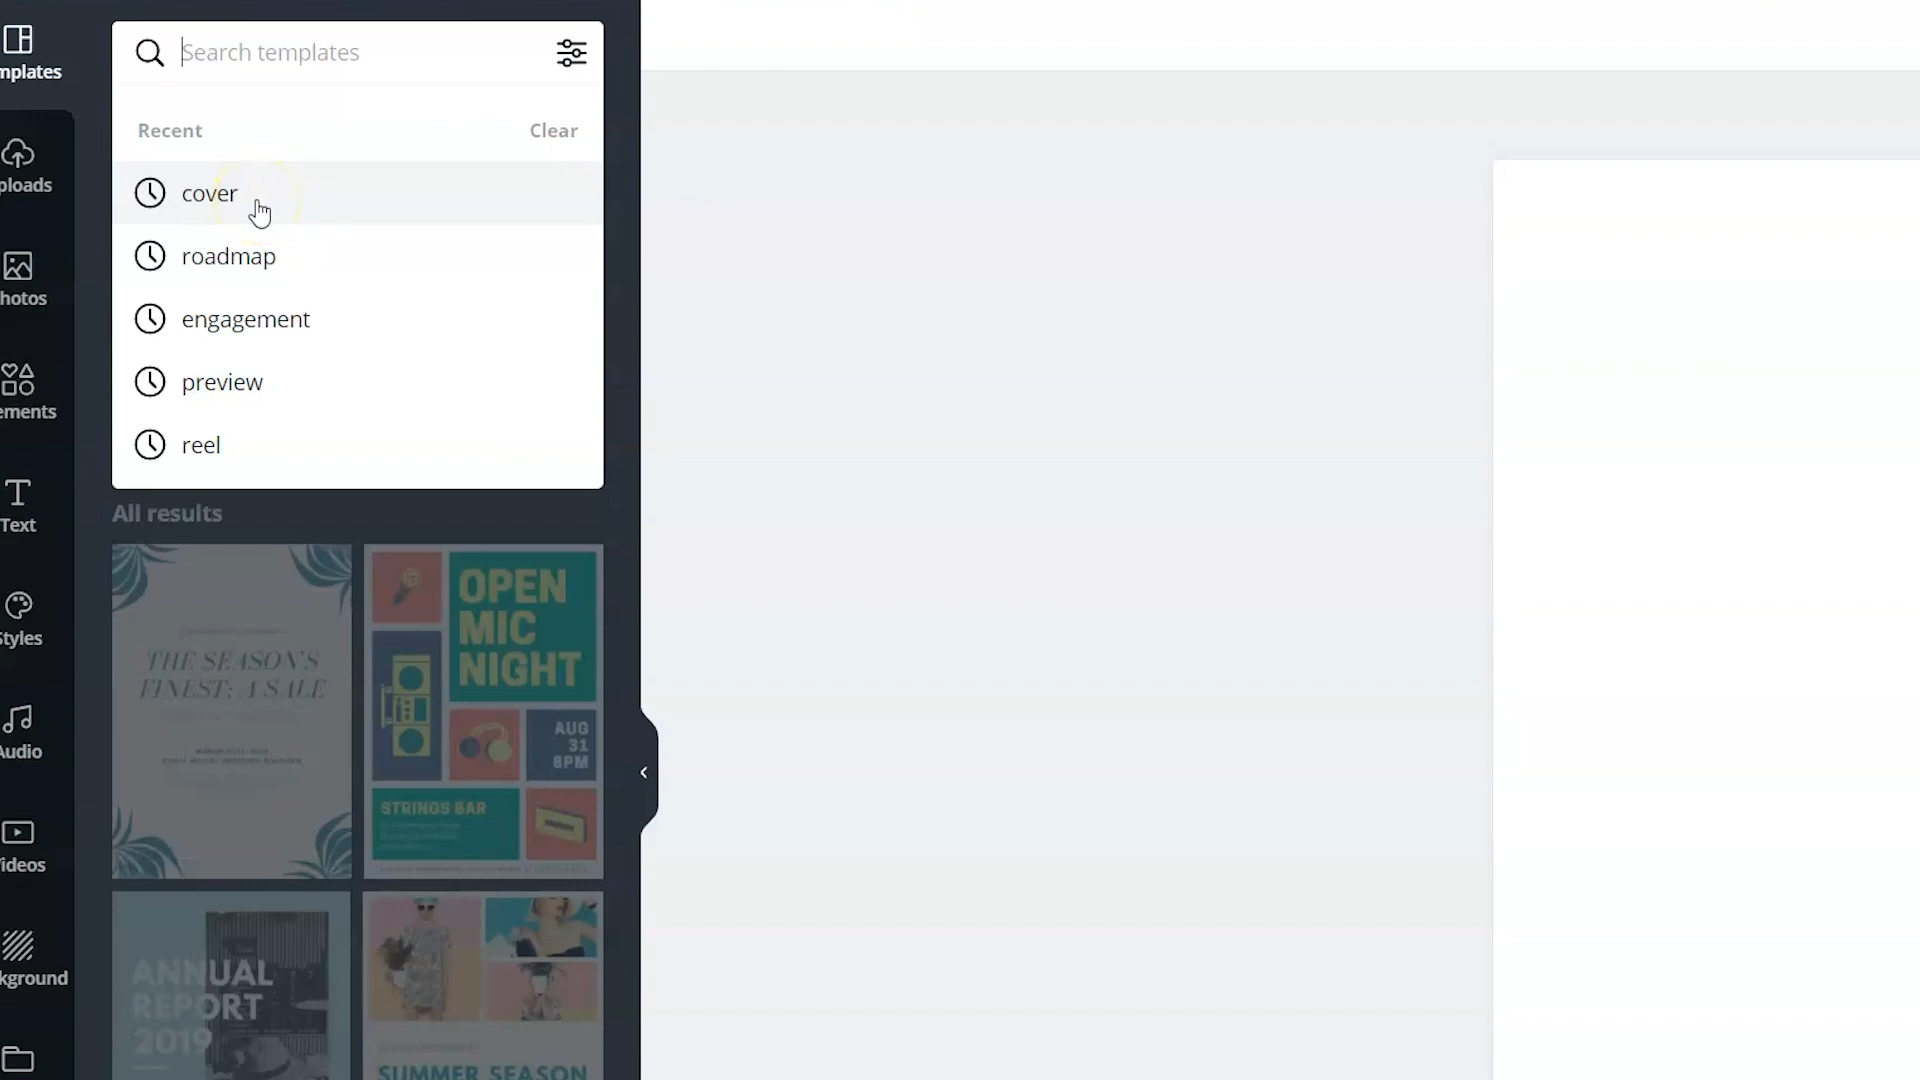 mplates
Search templates
Recent
Clear
cover
roadmap
engagement
preview
reel
ploads
hotos
ements
Text
Styles
Audio
ideos
kground
All results
THE SEASON'S
FINEST: A SALE
OPEN
MIC
NIGHT
AUG
31
8PM
STRINGS BAR
ANNUAL
REPORT
2019
SUMMER SEASON